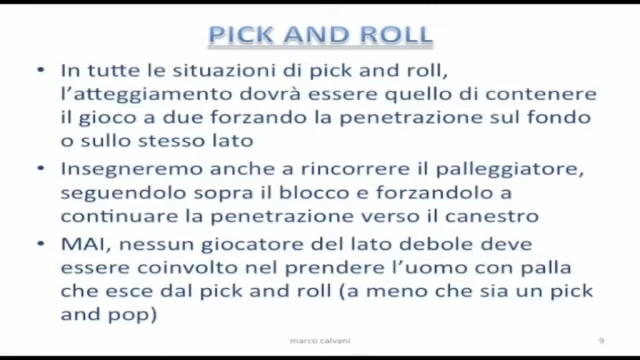 PICK AND ROLL
• In tutte le situazioni di pick and roll,
l'atteggiamento dovrà essere quello di contenere
il gioco a due forzando la penetrazione sul fondo
o sullo stesso lato
• Insegneremo anche a rincorrere il palleggiatore,
seguendolo sopra il blocco e forzandolo a
continuare la penetrazione verso il canestro
• MAI, nessun giocatore del lato debole deve
essere coinvolto nel prendere l'uomo con palla
che esce dal pick and roll (a meno che sia un pick
and pop)
marco calvani
9